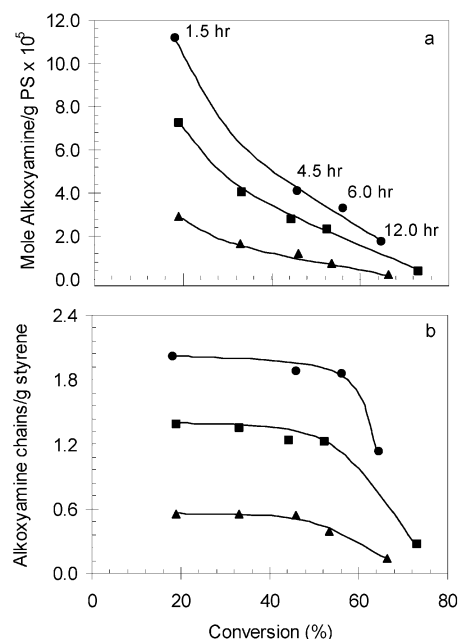 12.0
10.0
8.0
6.0
4.0
2.0
0.0
Mole Alkoxyamine/g PS x 10⁵
a
1.5 hr
4.5 hr
6.0 hr
12.0 hr
2.4
1.8
1.2
0.6
0.0
Alkoxyamine chains/g styrene
b
0 20 40 60 80
Conversion (%)